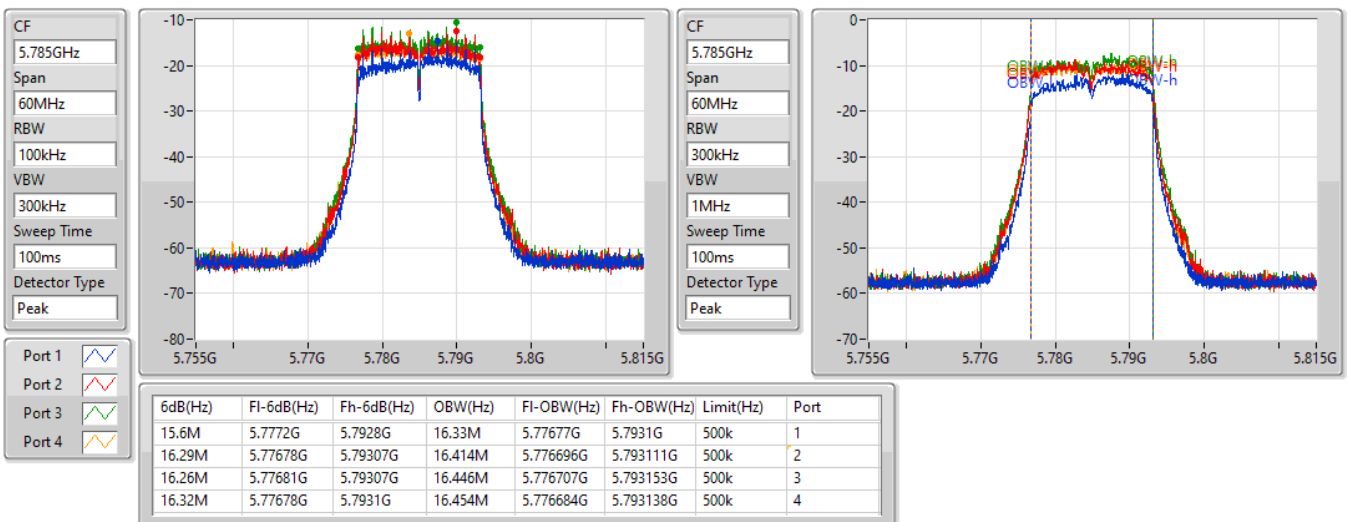 CF
5.785GHz
Span
60MHz
RBW
100kHz
VBW
300kHz
Sweep Time
100ms
Detector Type
Peak
-10
-20
-30
-40
-50
-60
-70
-80
5.755G 5.77G 5.78G 5.79G 5.8G 5.815G
CF
5.785GHz
Span
60MHz
RBW
300kHz
VBW
1MHz
Sweep Time
100ms
Detector Type
Peak
0
-10
-20
-30
-40
-50
-60
-70
OBW-h
OBW-h
5.755G 5.77G 5.78G 5.79G 5.8G 5.815G
Port 1
Port 2
Port 3
Port 4
6dB(Hz) Fl-6dB(Hz) Fh-6dB(Hz) OBW(Hz) Fl-OBW(Hz) Fh-OBW(Hz) Limit(Hz) Port
15.6M 5.7772G 5.7928G 16.33M 5.77677G 5.7931G 500k 1
16.29M 5.77678G 5.79307G 16.414M 5.776696G 5.793111G 500k 2
16.26M 5.77681G 5.79307G 16.446M 5.776707G 5.793153G 500k 3
16.32M 5.77678G 5.7931G 16.454M 5.776684G 5.793138G 500k 4